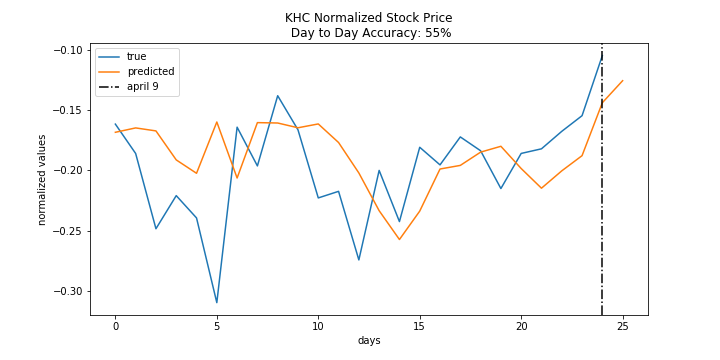 KHC Normalized Stock Price
Day to Day Accuracy: 55%
true
predicted
april 9
normalized values
−0.10
−0.15
−0.20
−0.25
−0.30
0
5
10
15
20
25
days